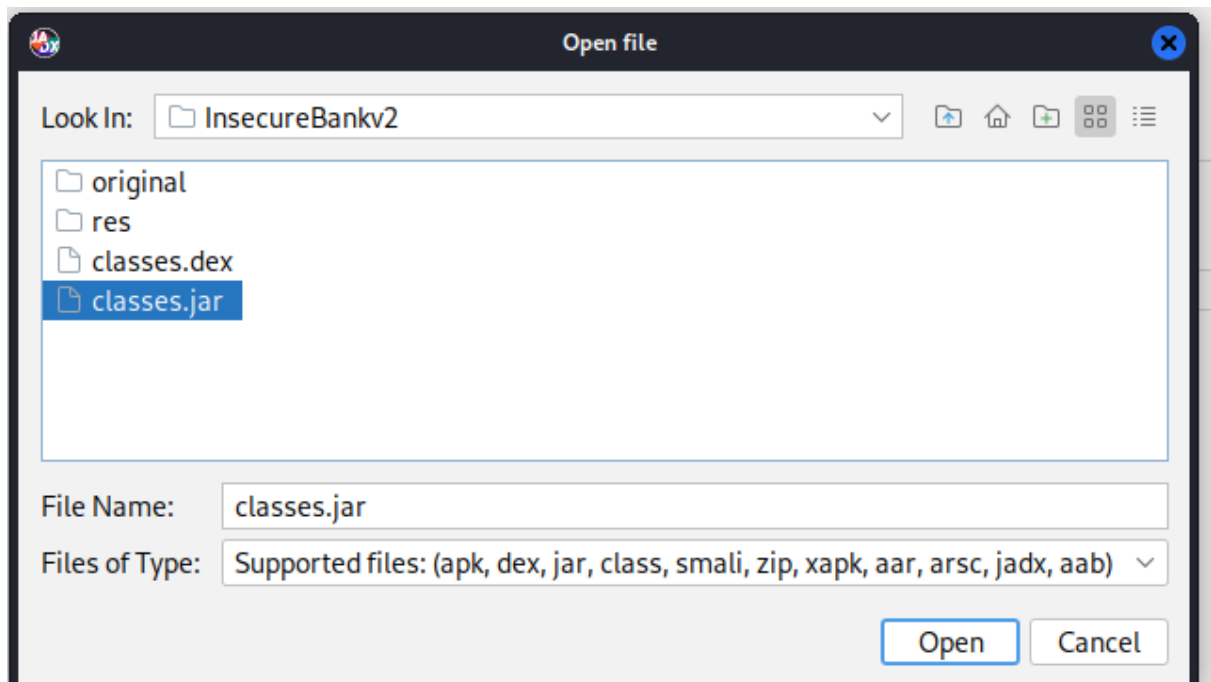 Open file
Look In: InsecureBankv2
original
res
classes.dex
classes.jar
File Name: classes.jar
Files of Type: Supported files: (apk, dex, jar, class, smali, zip, xapk, aar, arsc, jadx, aab)
Open Cancel